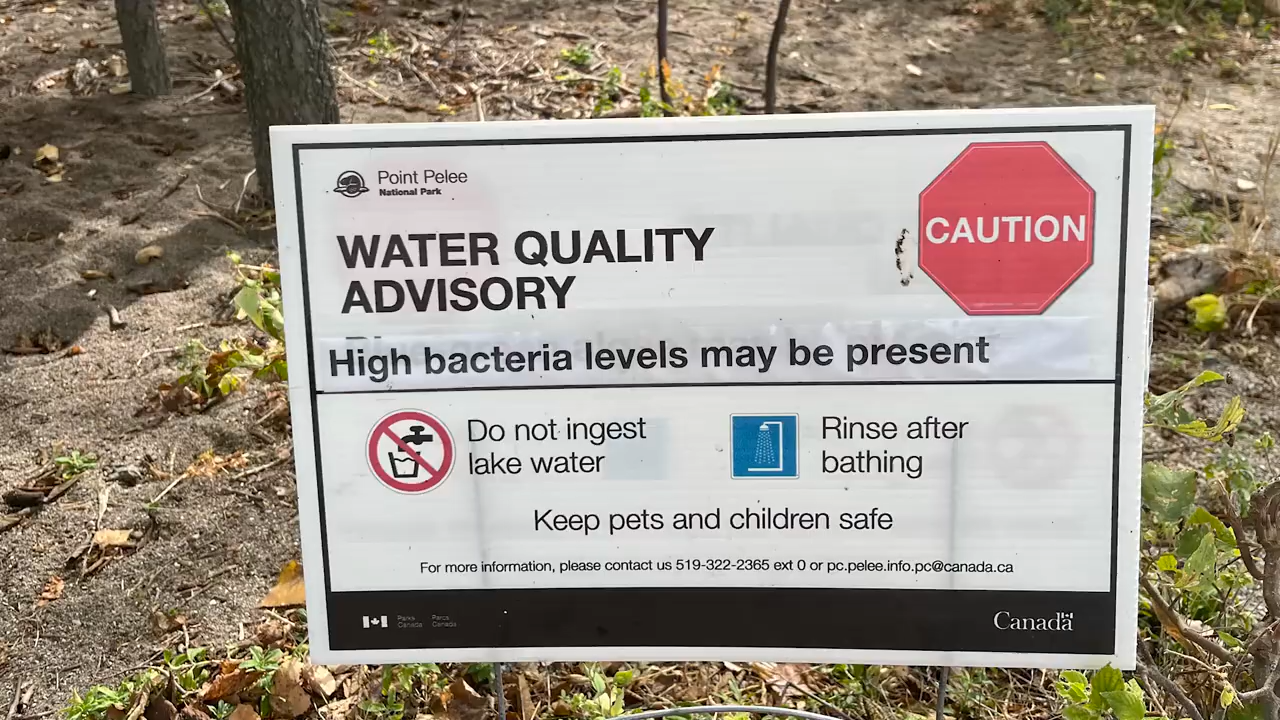 Point Pelee
National Park
CAUTION
WATER QUALITY
ADVISORY
High bacteria levels may be present
Do not ingest
lake water
Rinse after
bathing
Keep pets and children safe
For more information, please contact us 519-322-2365 ext 0 or pc.pelee.info.pc@canada.ca
Parks Parcs
Canada Canada
Canada